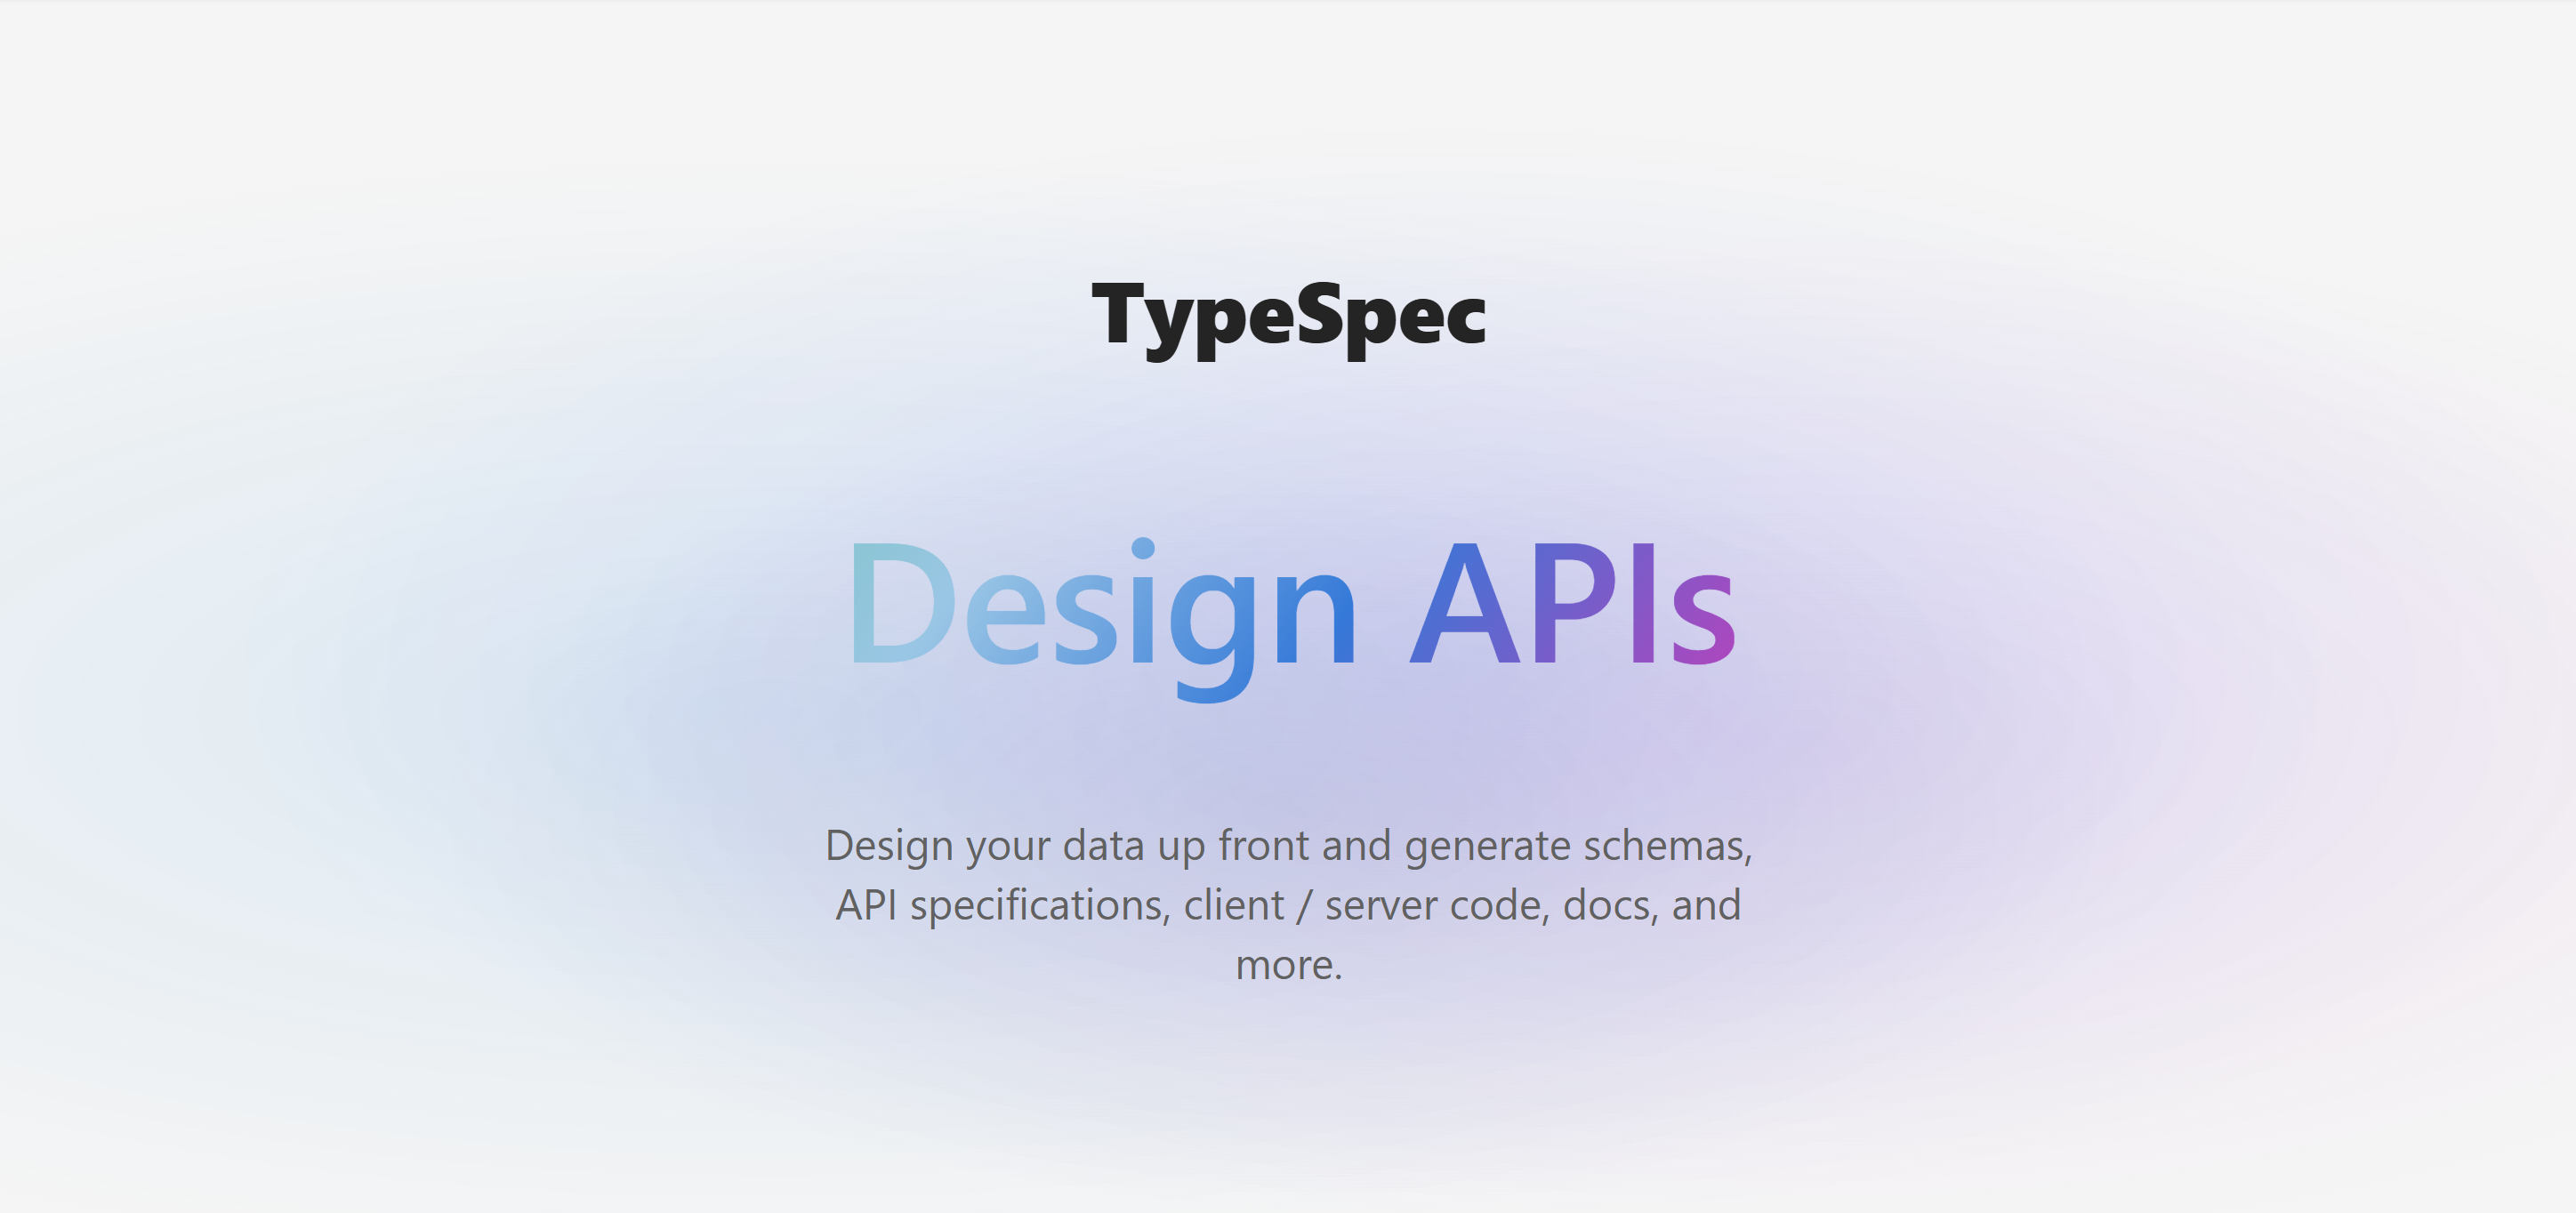 TypeSpec
Design APIs
Design your data up front and generate schemas,
API specifications, client / server code, docs, and
more.